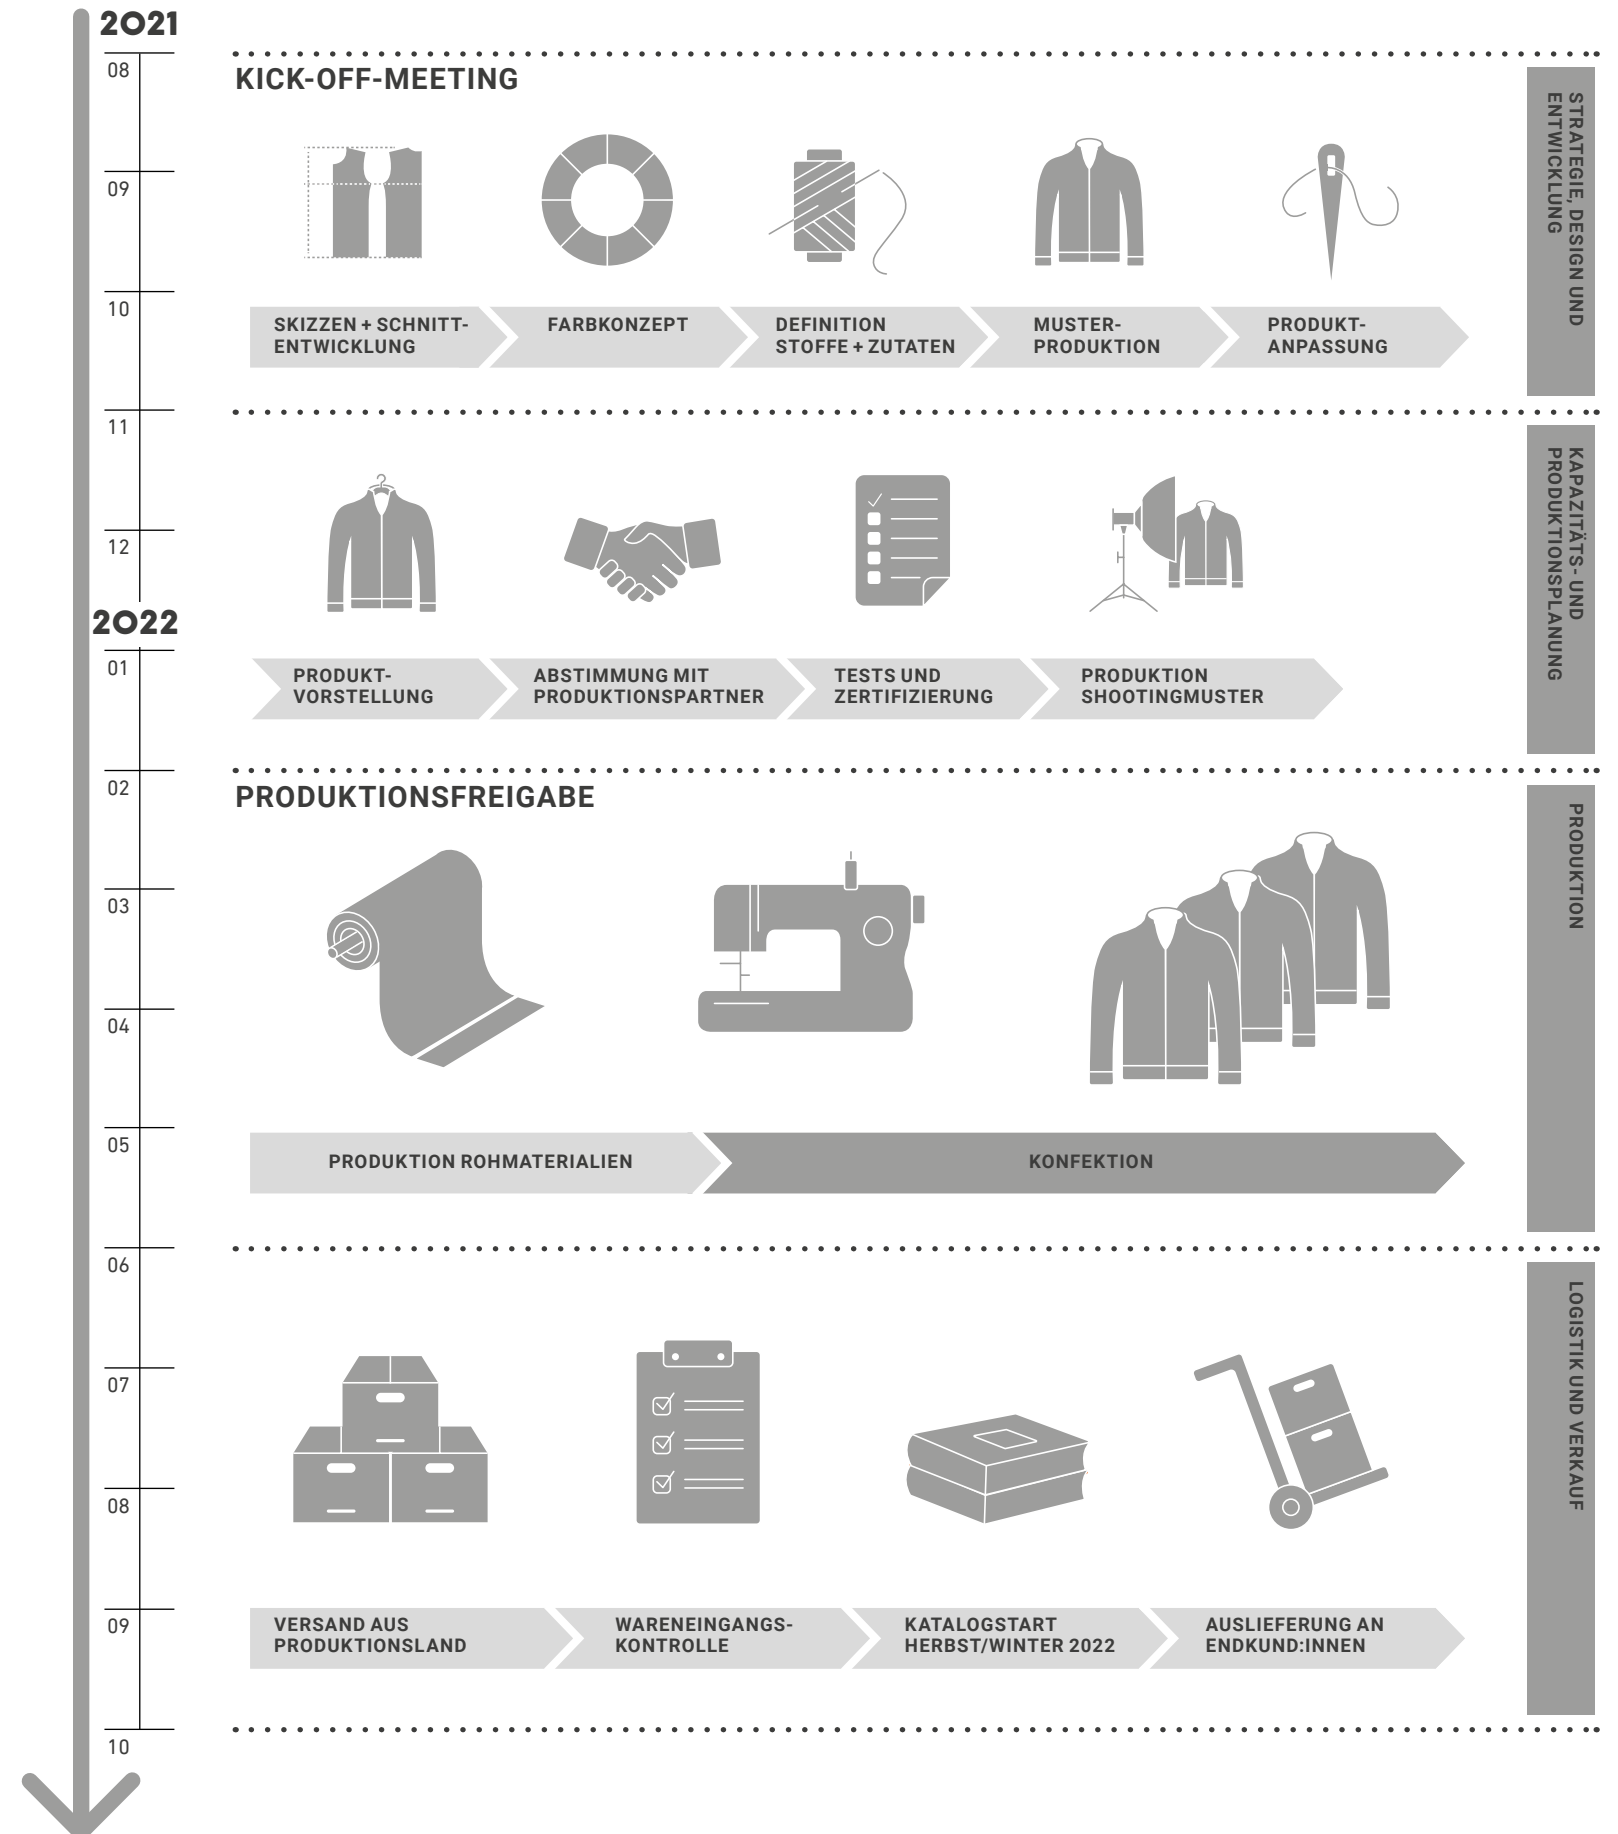 2021
08
KICK-OFF-MEETING
STRATEGIE, DESIGN UND
ENTWICKLUNG
09
10
SKIZZEN + SCHNITT-
ENTWICKLUNG
FARBKONZEPT
DEFINITION
STOFFE + ZUTATEN
MUSTER-
PRODUKTION
PRODUKT-
ANPASSUNG
11
KAPAZITÄTS- UND
PRODUKTIONSPLANUNG
12
2022
01
PRODUKT-
VORSTELLUNG
ABSTIMMUNG MIT
PRODUKTIONSPARTNER
TESTS UND
ZERTIFIZIERUNG
PRODUKTION
SHOOTINGMUSTER
02
PRODUKTIONSFREIGABE
PRODUKTION
03
04
05
PRODUKTION ROHMATERIALIEN
KONFEKTION
06
LOGISTIK UND VERKAUF
07
08
09
VERSAND AUS
PRODUKTIONSLAND
WARENEINGANGS-
KONTROLLE
KATALOGSTART
HERBST/WINTER 2022
AUSLIEFERUNG AN
ENDKUND:INNEN
10